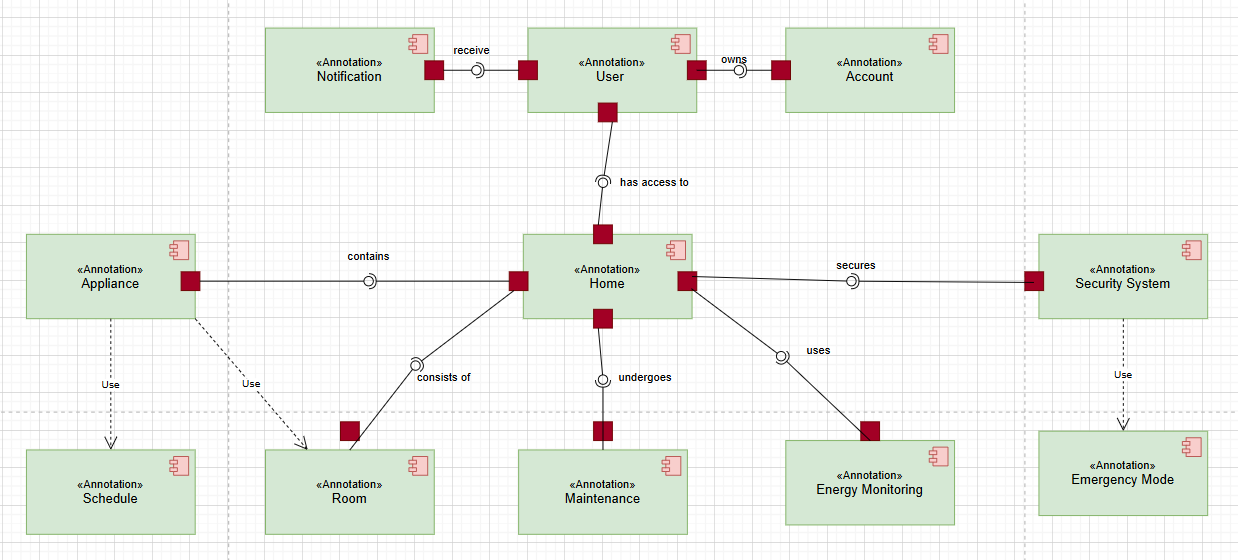 «Annotation»
Notification
receive
«Annotation»
User
owns
«Annotation»
Account
has access to
«Annotation»
Appliance
contains
«Annotation»
Home
secures
«Annotation»
Security System
Use
Use
consists of
undergoes
uses
Use
«Annotation»
Schedule
«Annotation»
Room
«Annotation»
Maintenance
«Annotation»
Energy Monitoring
«Annotation»
Emergency Mode